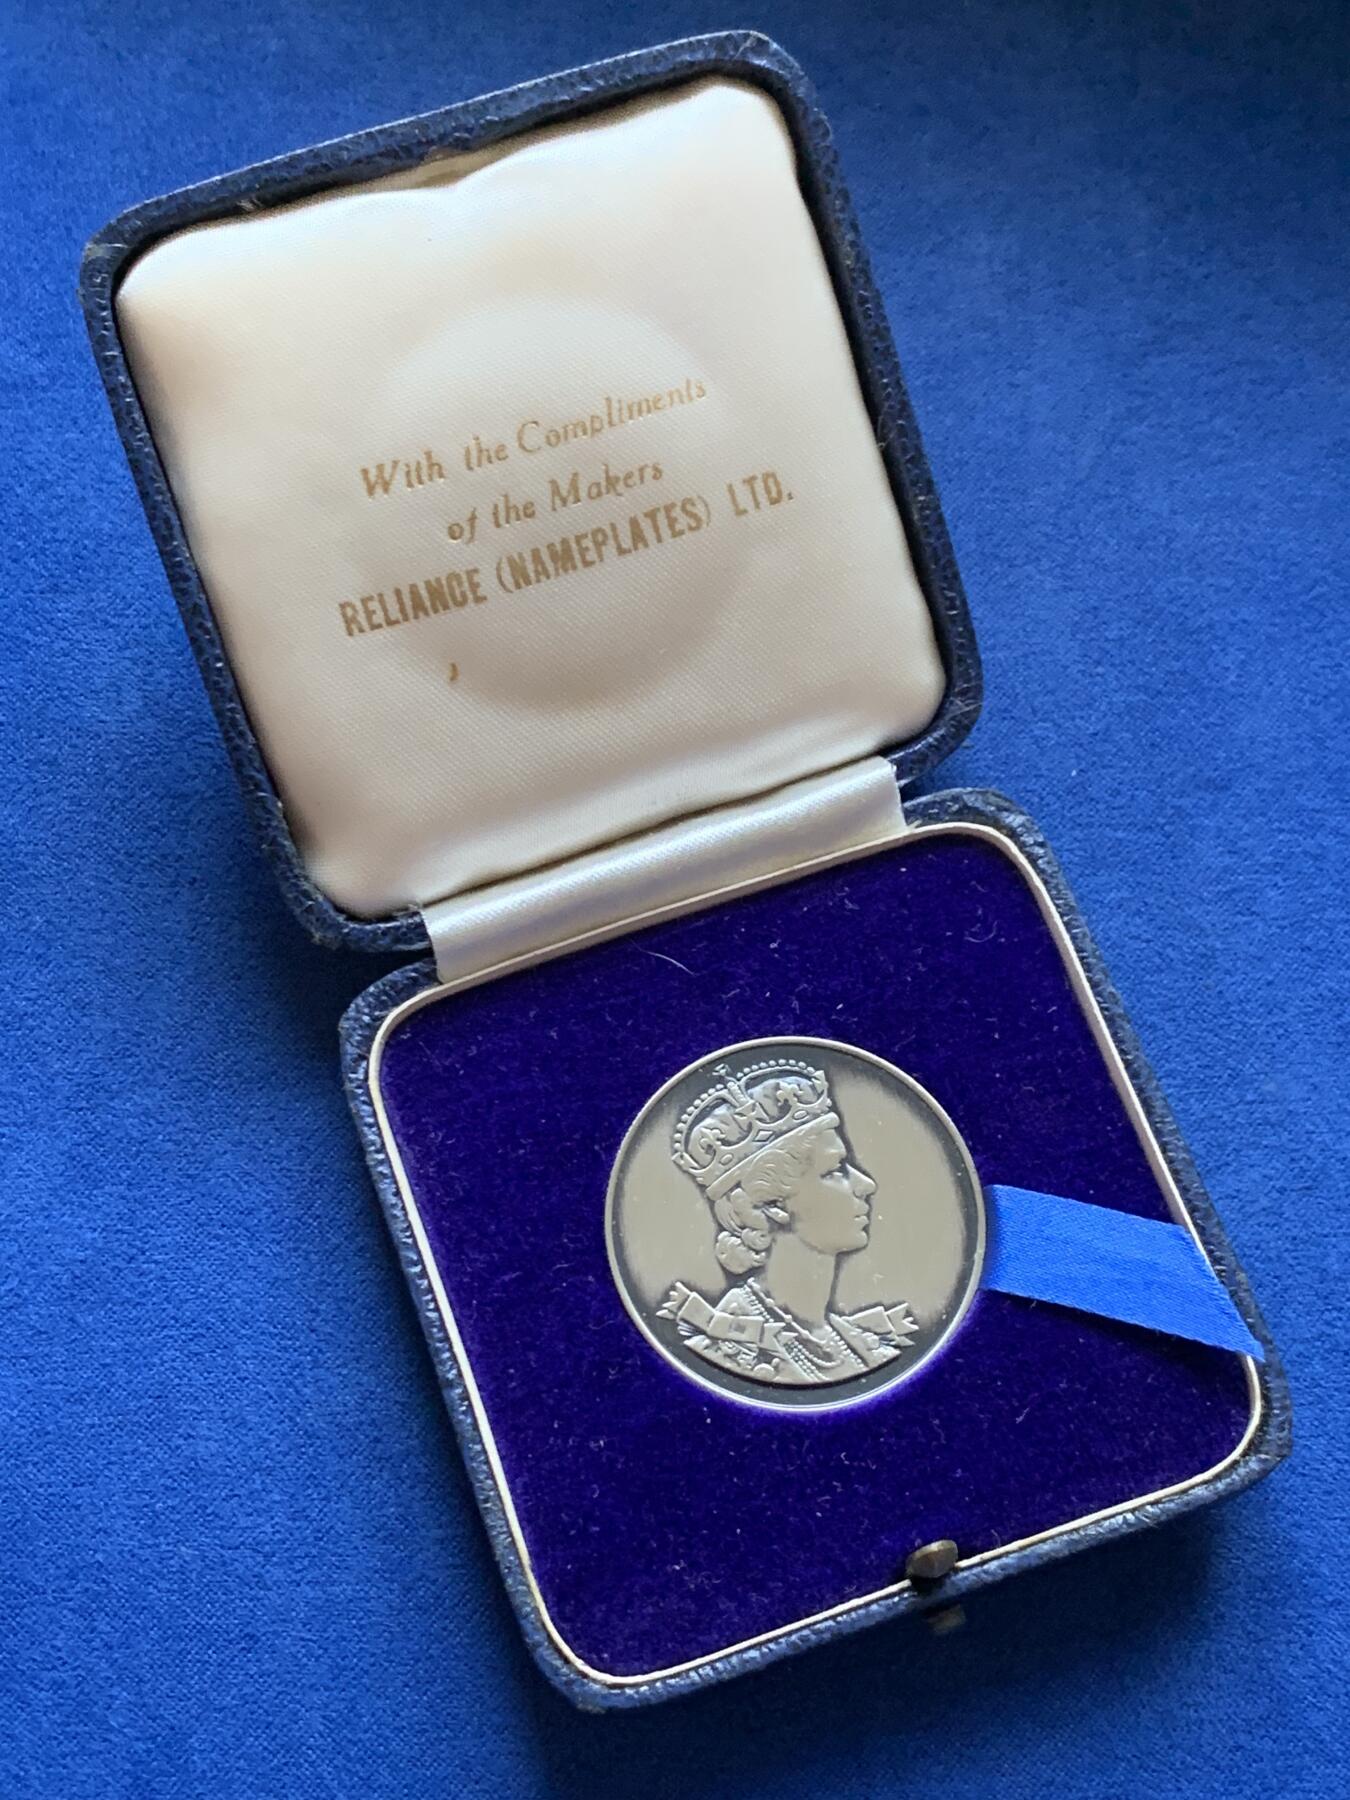 With the Compliments
of the Makers
RELIANCE (NAMEPLATES) LTD.